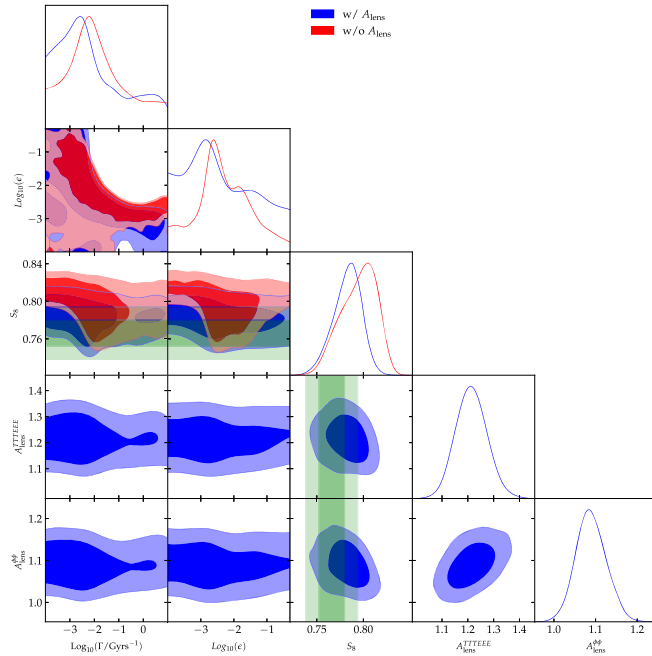 w/ A_lens
w/o A_lens
−1
−2
−3
Log10(ϵ)
0.84
0.80
0.76
S8
1.4
1.3
1.2
1.1
A_lens^TTTEEE
1.2
1.1
1.0
A_lens^ϕϕ
−3 −2 −1 0 −3 −2 −1 0.75 0.80 1.1 1.2 1.3 1.4 1.0 1.1 1.2
Log10(Γ/Gyrs⁻¹) Log10(ϵ) S8 A_lens^TTTEEE A_lens^ϕϕ